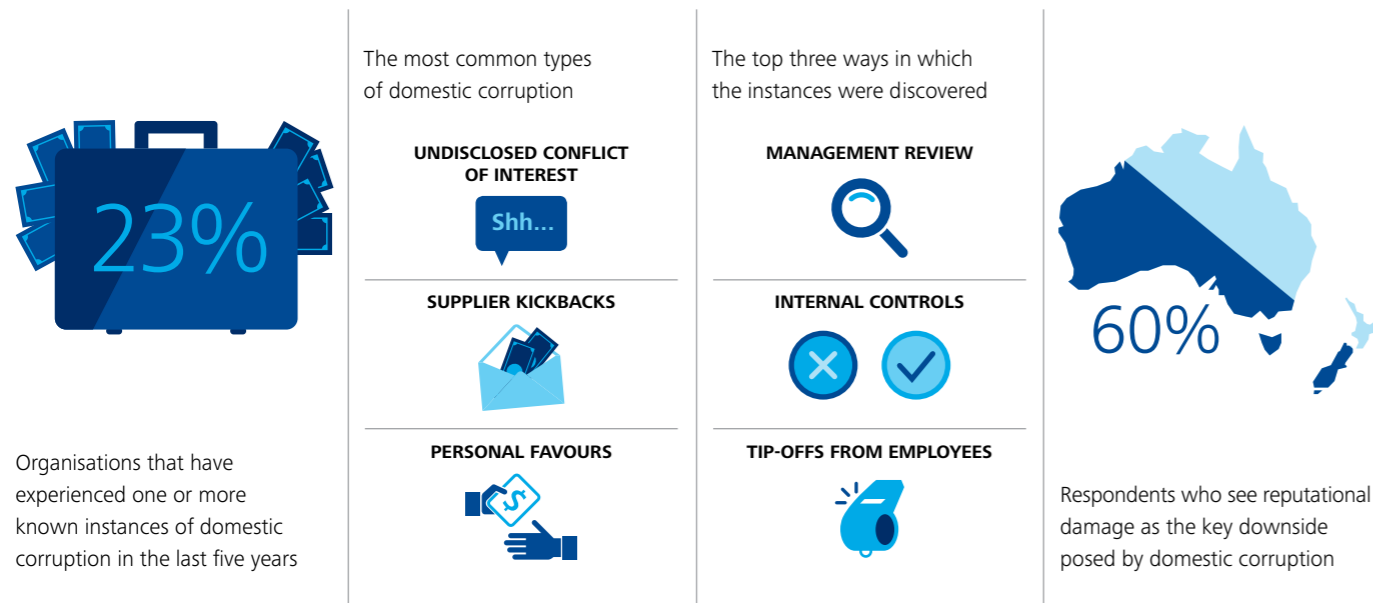 23%
Organisations that have
experienced one or more
known instances of domestic
corruption in the last five years
The most common types
of domestic corruption
UNDISCLOSED CONFLICT
OF INTEREST
Shh...
SUPPLIER KICKBACKS
PERSONAL FAVOURS
$
The top three ways in which
the instances were discovered
MANAGEMENT REVIEW
INTERNAL CONTROLS
TIP-OFFS FROM EMPLOYEES
60%
Respondents who see reputational
damage as the key downside
posed by domestic corruption